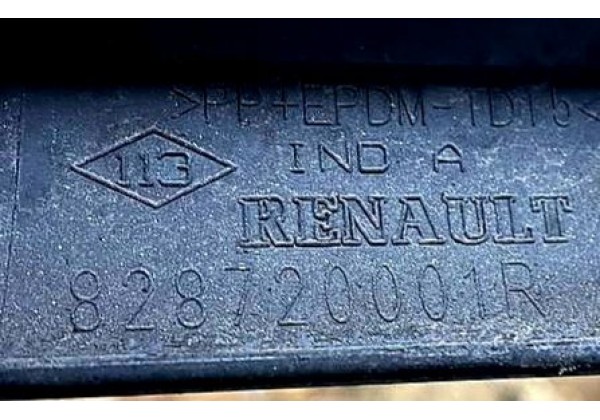 >PP+EPDM-TD15<
113 IND A
RENAULT
828720001R